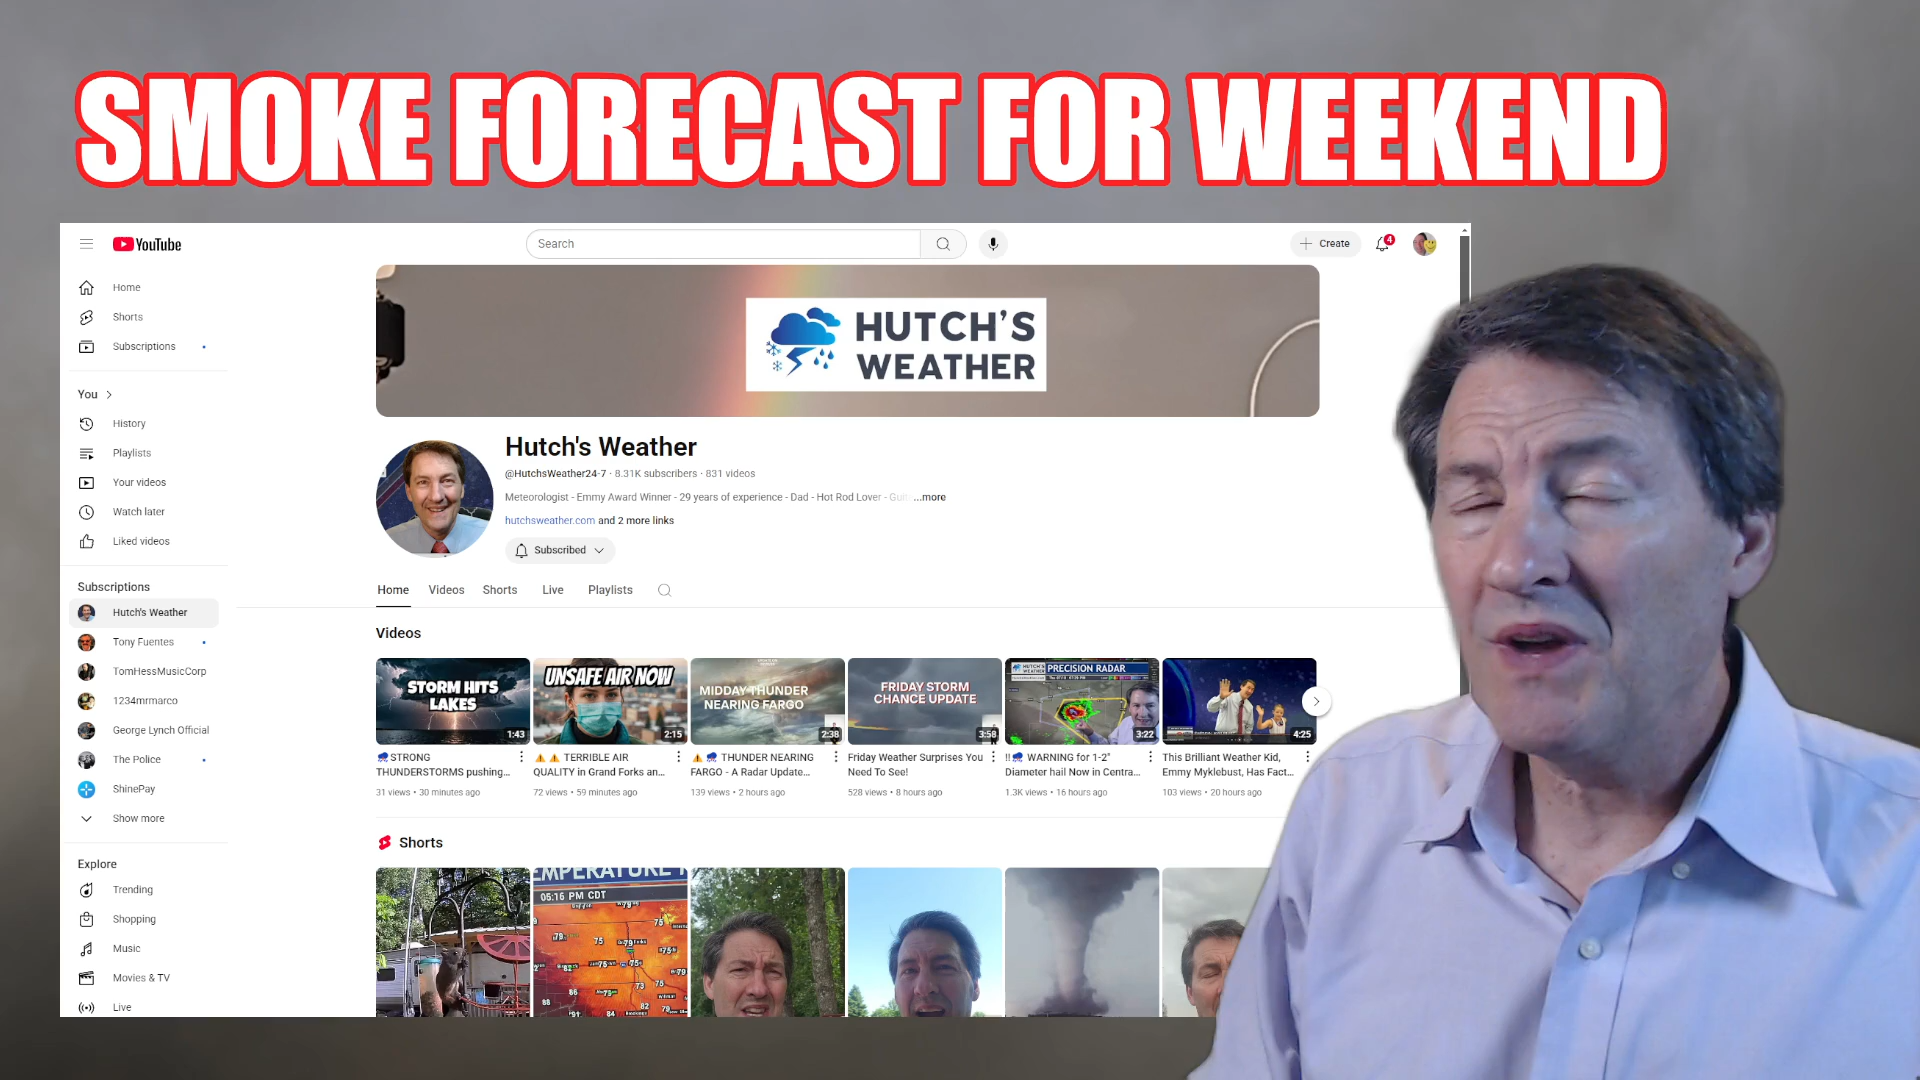 SMOKE FORECAST FOR WEEKEND
YouTube
Search
Create
4
Home
Shorts
Subscriptions
You
History
Playlists
Your videos
Watch later
Liked videos
Subscriptions
Hutch's Weather
Tony Fuentes
TomHessMusicCorp
1234mrmarco
George Lynch Official
The Police
ShinePay
Show more
Explore
Trending
Shopping
Music
Movies & TV
Live
HUTCH'S
WEATHER
Hutch's Weather
@HutchsWeather24-7 · 8.31K subscribers · 831 videos
Meteorologist - Emmy Award Winner - 29 years of experience - Dad - Hot Rod Lover - ...more
hutchsweather.com and 2 more links
Subscribed
Home Videos Shorts Live Playlists
Videos
STORM HITS
LAKES
1:43
STRONG
THUNDERSTORMS pushing...
31 views • 30 minutes ago
UNSAFE AIR NOW
2:15
TERRIBLE AIR
QUALITY in Grand Forks an...
72 views • 59 minutes ago
MIDDAY THUNDER
NEARING FARGO
2:38
THUNDER NEARING
FARGO - A Radar Update...
139 views • 2 hours ago
FRIDAY STORM
CHANCE UPDATE
3:58
Friday Weather Surprises You
Need To See!
528 views • 8 hours ago
PRECISION RADAR
3:22
!! WARNING for 1-2"
Diameter hail Now in Centra...
1.3K views • 16 hours ago
4:25
This Brilliant Weather Kid,
Emmy Myklebust, Has Fact...
103 views • 20 hours ago
Shorts
05:16 PM CDT